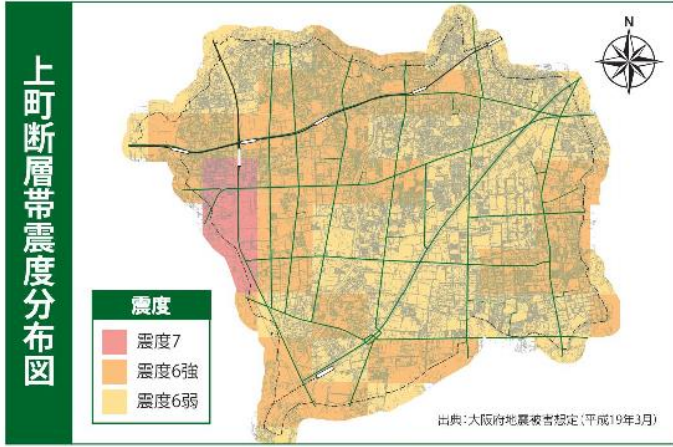 上町断層帯震度分布図
N
震度
震度7
震度6強
震度6弱
出典:大阪府地震被害想定(平成19年3月)